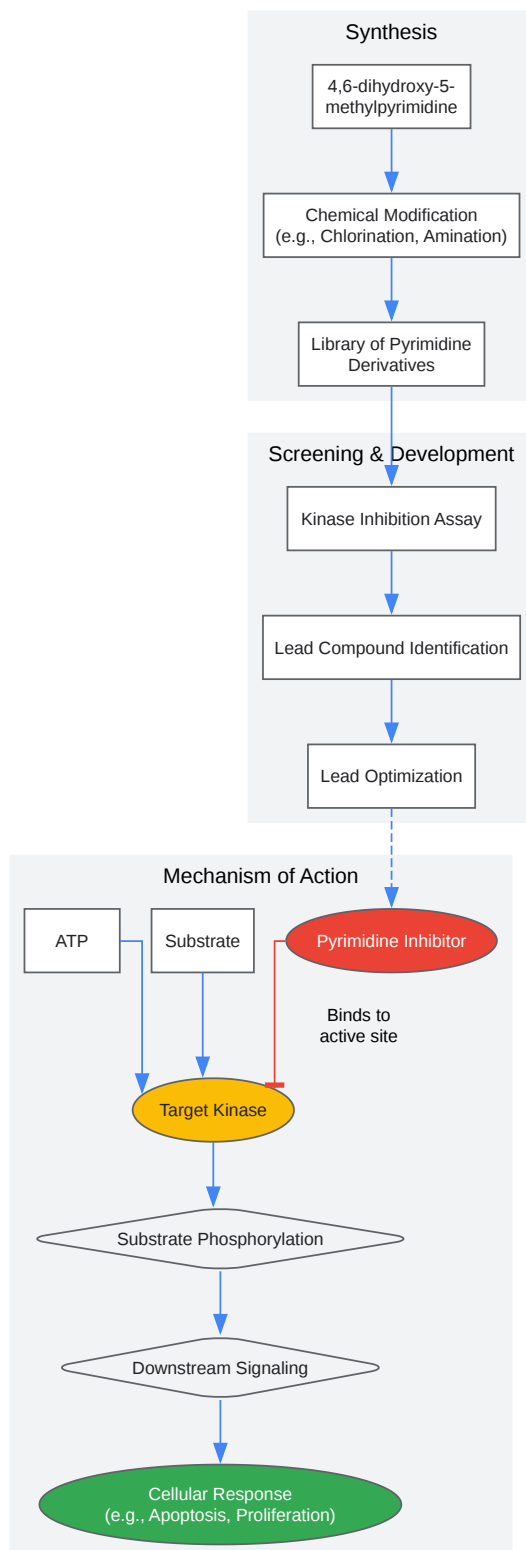 Synthesis
4,6-dihydroxy-5-
methylpyrimidine
Chemical Modification
(e.g., Chlorination, Amination)
Library of Pyrimidine
Derivatives
Screening & Development
Kinase Inhibition Assay
Lead Compound Identification
Lead Optimization
Mechanism of Action
ATP
Substrate
Pyrimidine Inhibitor
Binds to
active site
Target Kinase
Substrate Phosphorylation
Downstream Signaling
Cellular Response
(e.g., Apoptosis, Proliferation)